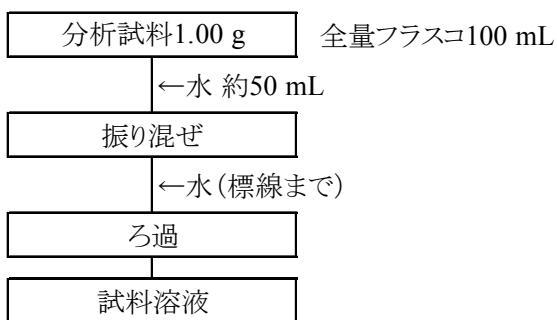 分析試料1.00 g 全量フラスコ100 mL
←水 約50 mL
振り混ぜ
←水（標線まで）
ろ過
試料溶液